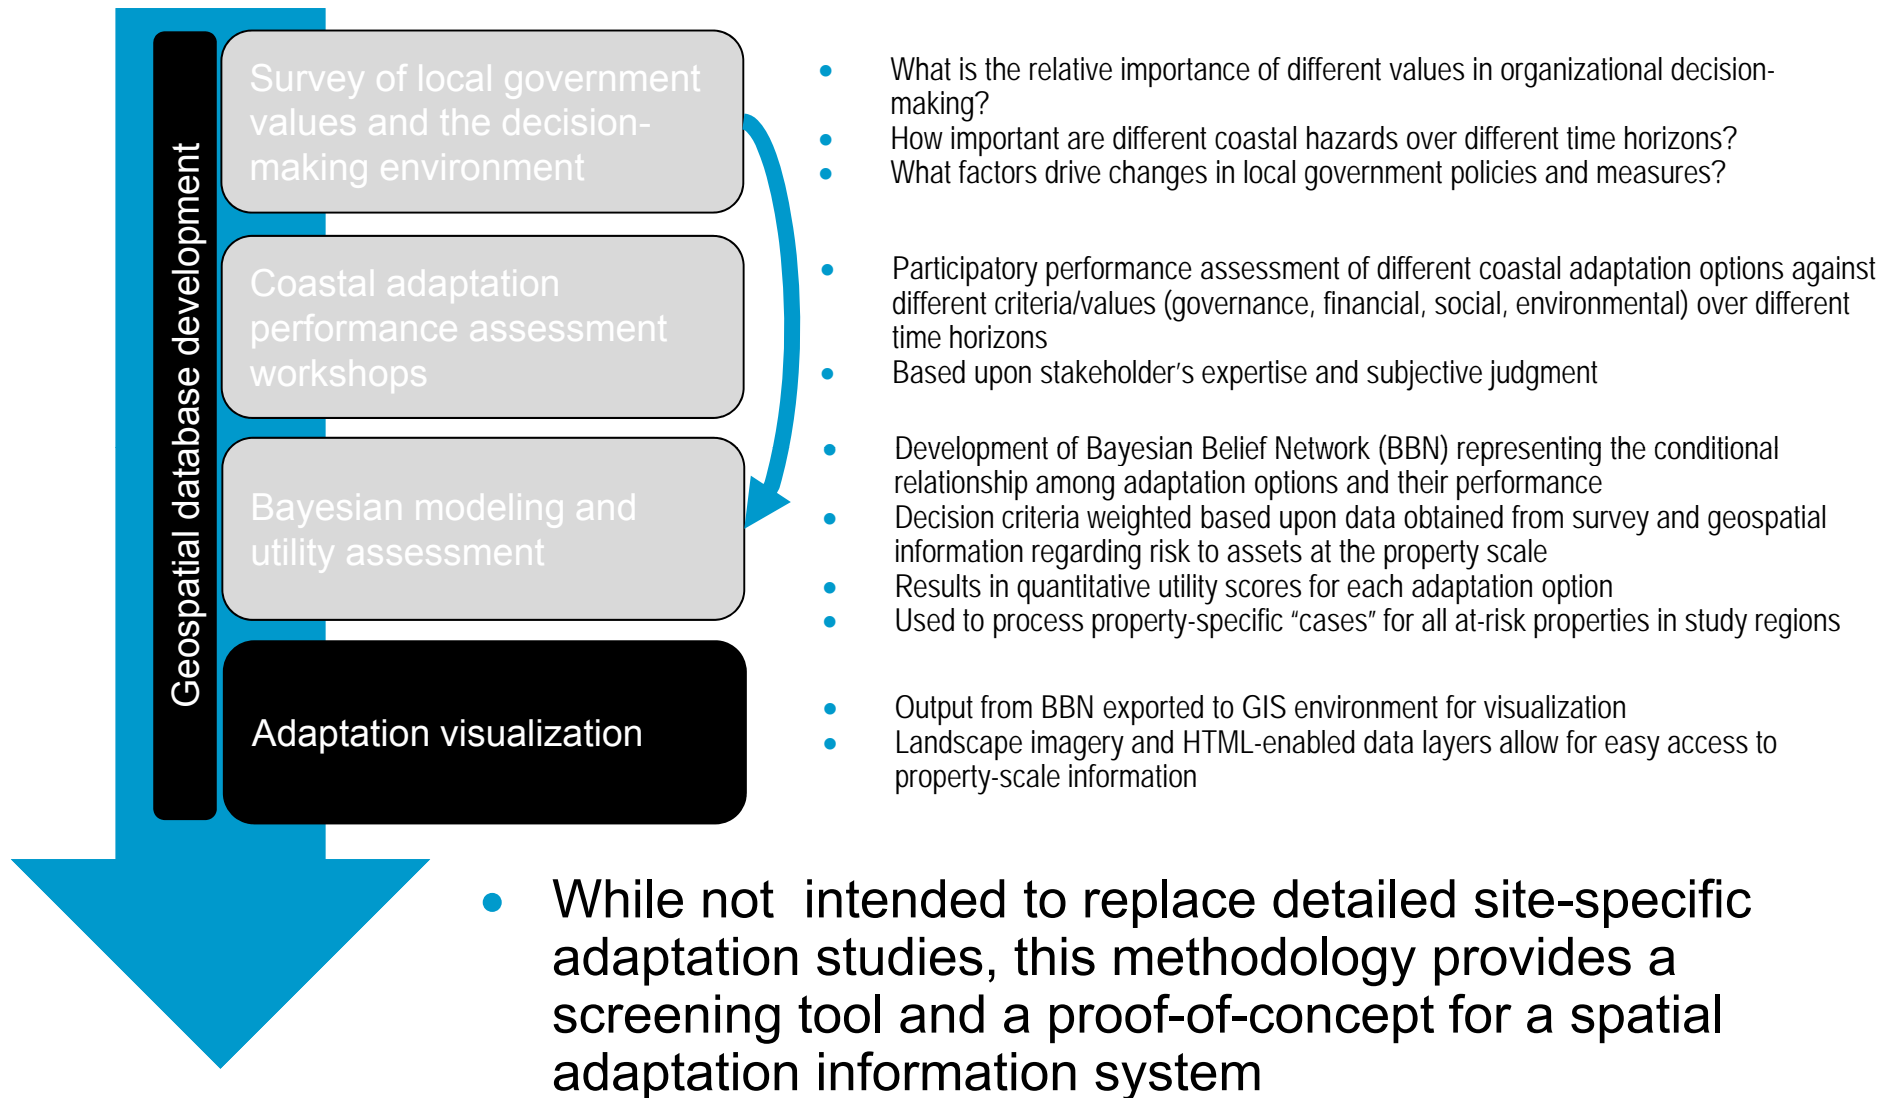 Geospatial database development
Survey of local government
values and the decision-
making environment
• What is the relative importance of different values in organizational decision-
making?
• How important are different coastal hazards over different time horizons?
• What factors drive changes in local government policies and measures?
Coastal adaptation
performance assessment
workshops
• Participatory performance assessment of different coastal adaptation options against
different criteria/values (governance, financial, social, environmental) over different
time horizons
• Based upon stakeholder’s expertise and subjective judgment
Bayesian modeling and
utility assessment
• Development of Bayesian Belief Network (BBN) representing the conditional
relationship among adaptation options and their performance
• Decision criteria weighted based upon data obtained from survey and geospatial
information regarding risk to assets at the property scale
• Results in quantitative utility scores for each adaptation option
• Used to process property-specific “cases” for all at-risk properties in study regions
Adaptation visualization
• Output from BBN exported to GIS environment for visualization
• Landscape imagery and HTML-enabled data layers allow for easy access to
property-scale information
• While not intended to replace detailed site-specific
adaptation studies, this methodology provides a
screening tool and a proof-of-concept for a spatial
adaptation information system